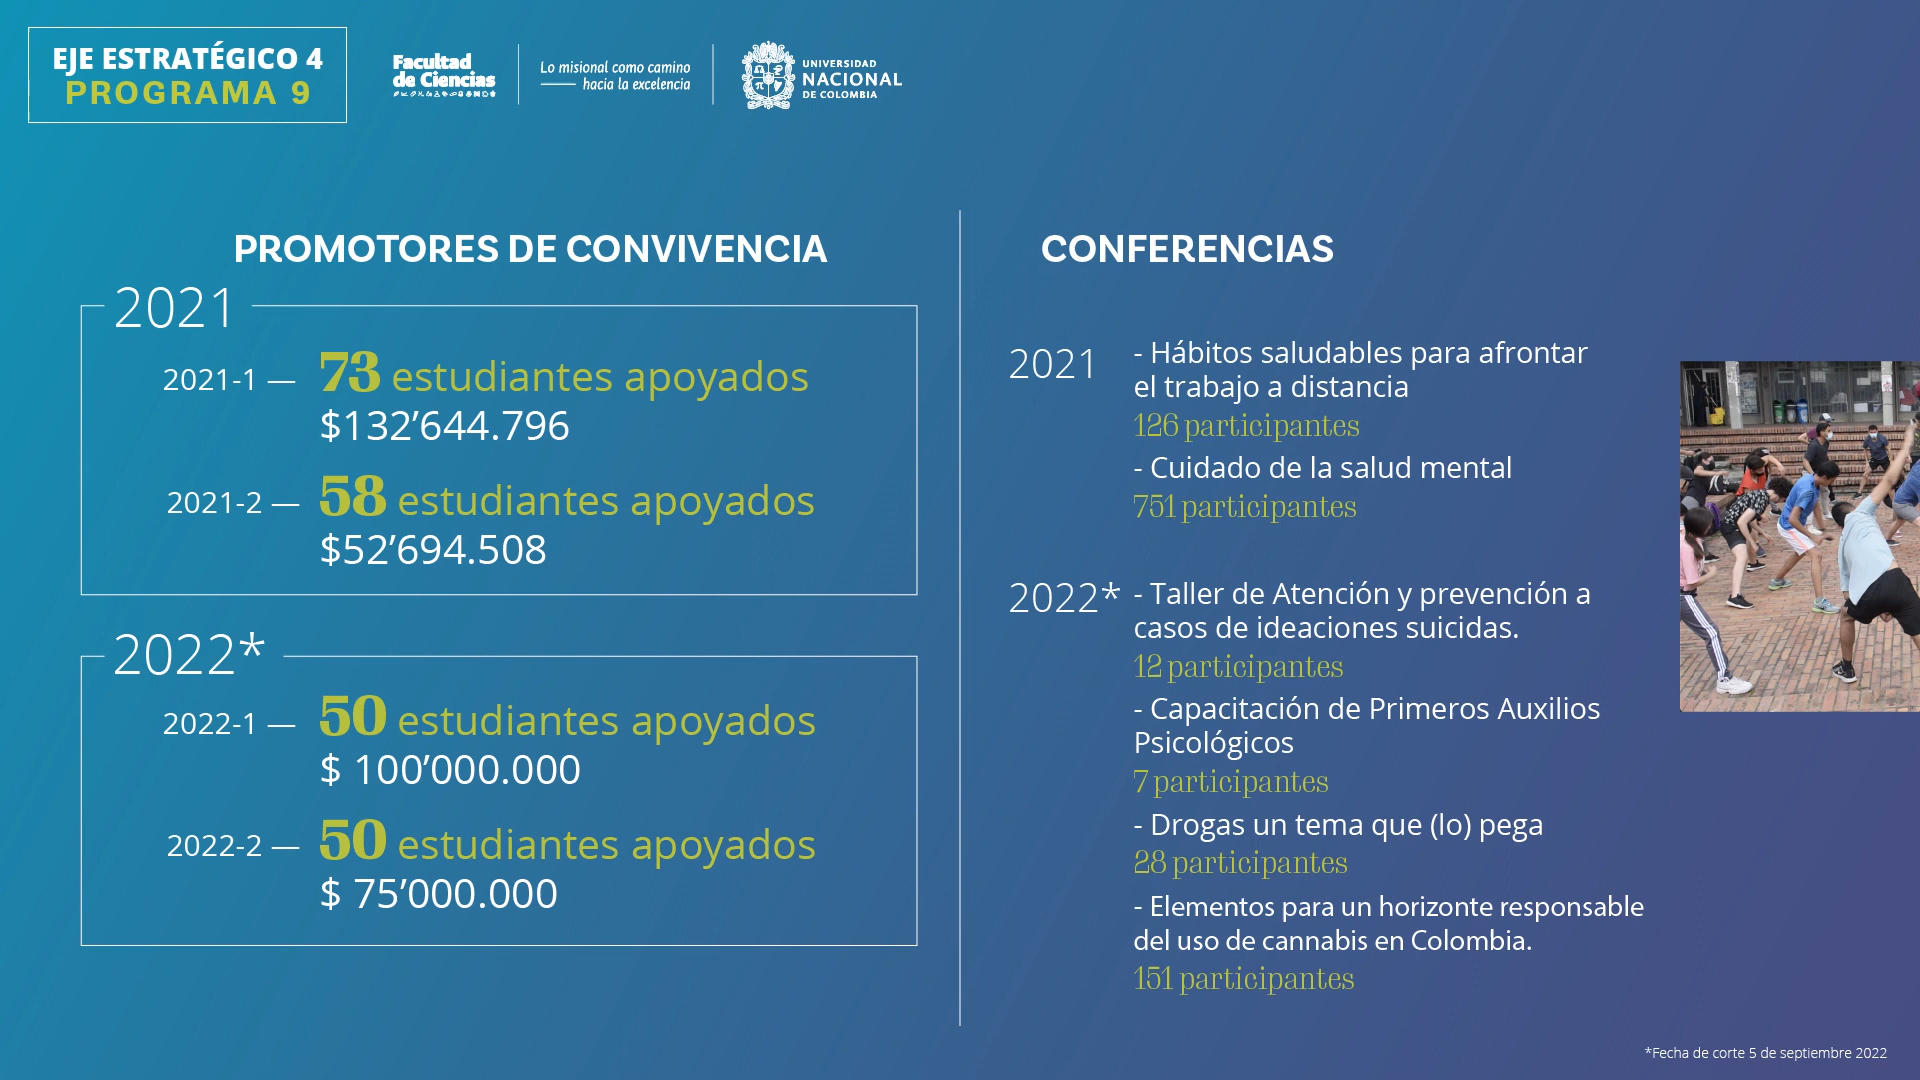 EJE ESTRATÉGICO 4
PROGRAMA 9
Facultad
de Ciencias
Lo misional como camino
hacia la excelencia
UNIVERSIDAD
NACIONAL
DE COLOMBIA
PROMOTORES DE CONVIVENCIA
2021
2021-1 — 73 estudiantes apoyados
$132’644.796
2021-2 — 58 estudiantes apoyados
$52’694.508
2022*
2022-1 — 50 estudiantes apoyados
$ 100’000.000
2022-2 — 50 estudiantes apoyados
$ 75’000.000
CONFERENCIAS
2021
- Hábitos saludables para afrontar
el trabajo a distancia
126 participantes
- Cuidado de la salud mental
751 participantes
2022*
- Taller de Atención y prevención a
casos de ideaciones suicidas.
12 participantes
- Capacitación de Primeros Auxilios
Psicológicos
7 participantes
- Drogas un tema que (lo) pega
28 participantes
- Elementos para un horizonte responsable
del uso de cannabis en Colombia.
151 participantes
*Fecha de corte 5 de septiembre 2022